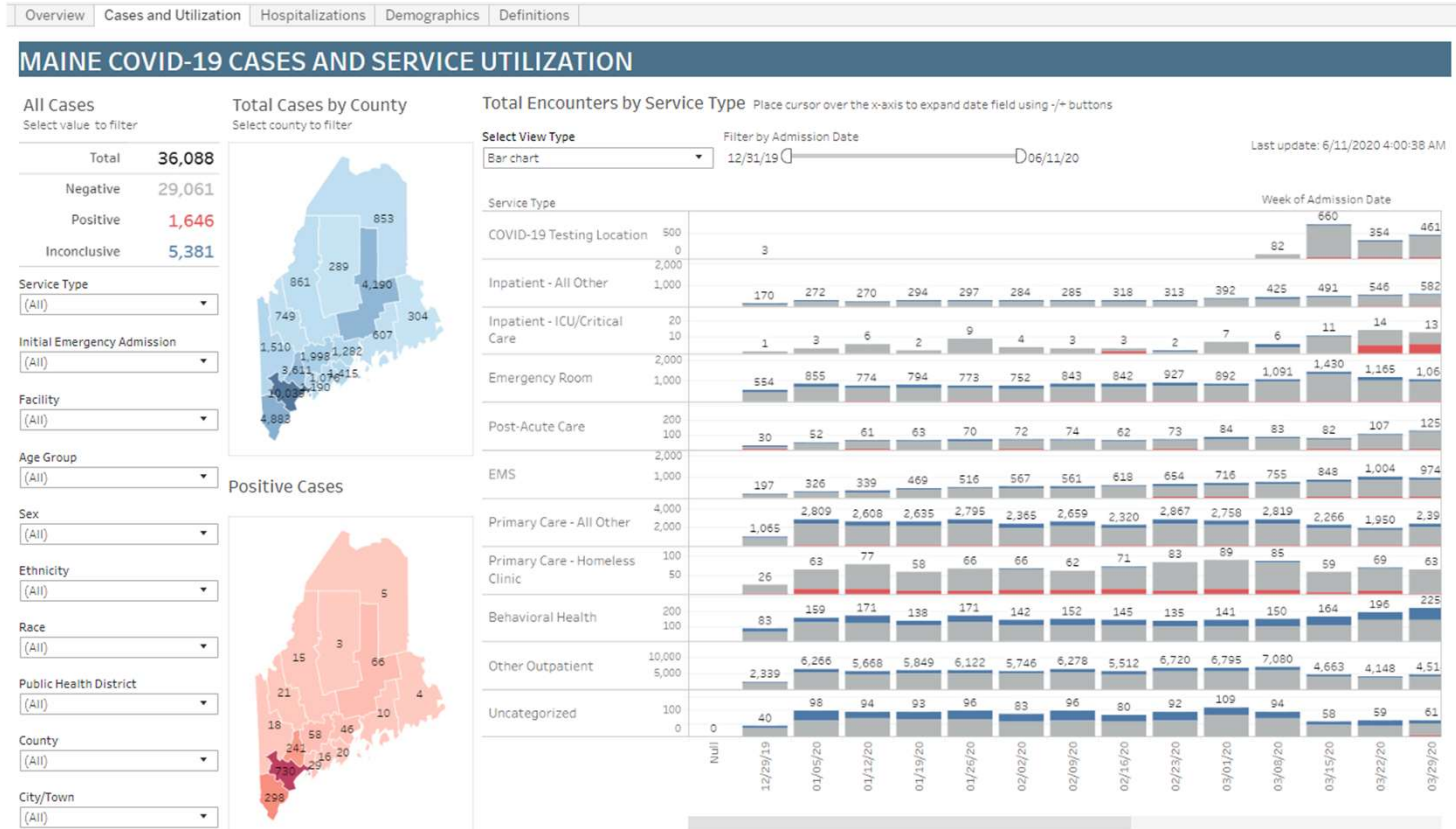 Overview Cases and Utilization Hospitalizations Demographics Definitions
MAINE COVID-19 CASES AND SERVICE UTILIZATION
All Cases
Select value to filter
Total 36,088
Negative 29,061
Positive 1,646
Inconclusive 5,381
Service Type
(All)
Initial Emergency Admission
(All)
Facility
(All)
Age Group
(All)
Sex
(All)
Ethnicity
(All)
Race
(All)
Public Health District
(All)
County
(All)
City/Town
(All)
Total Cases by County
Select county to filter
853
289
861 4,190
749 304
607
1,510 1,998 1,282
3,611 1,076 1,415
1,190
10,039
4,883
Positive Cases
5
3
15 66
21 4
10
18 58 46
241 16 20
29
730
298
Total Encounters by Service Type Place cursor over the x-axis to expand date field using -/+ buttons
Select View Type
Bar chart
Filter by Admission Date
12/31/19 06/11/20
Last update: 6/11/2020 4:00:38 AM
Service Type Week of Admission Date
COVID-19 Testing Location 500 0 3 82 660 354 461
Inpatient - All Other 2,000 1,000 170 272 270 294 297 284 285 318 313 392 425 491 546 582
Inpatient - ICU/Critical Care 20 10 1 3 6 2 9 4 3 3 2 7 6 11 14 13
Emergency Room 2,000 1,000 554 855 774 794 773 752 843 842 927 892 1,091 1,430 1,165 1,06
Post-Acute Care 200 100 30 52 61 63 70 72 74 62 73 84 83 82 107 125
EMS 2,000 1,000 197 326 339 469 516 567 561 618 654 716 755 848 1,004 974
Primary Care - All Other 4,000 2,000 1,065 2,809 2,608 2,635 2,795 2,365 2,659 2,320 2,867 2,758 2,819 2,266 1,950 2,39
Primary Care - Homeless Clinic 100 50 26 63 77 58 66 66 62 71 83 89 85 59 69 63
Behavioral Health 200 100 83 159 171 138 171 142 152 145 135 141 150 164 196 225
Other Outpatient 10,000 5,000 2,339 6,266 5,668 5,849 6,122 5,746 6,278 5,512 6,720 6,795 7,080 4,663 4,148 4,51
Uncategorized 100 0 0 40 98 94 93 96 83 96 80 92 109 94 58 59 61
Null 12/29/19 01/05/20 01/12/20 01/19/20 01/26/20 02/02/20 02/09/20 02/16/20 02/23/20 03/01/20 03/08/20 03/15/20 03/22/20 03/29/20